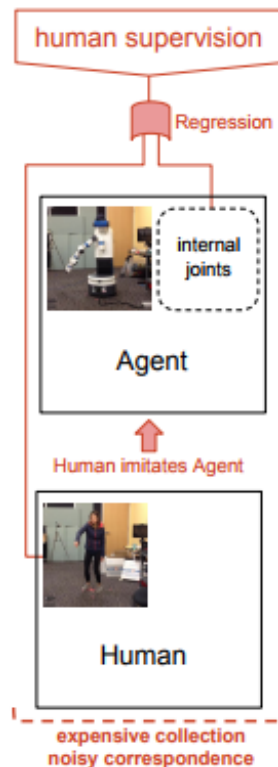 human supervision
Regression
internal
joints
Agent
Human imitates Agent
Human
expensive collection
noisy correspondence